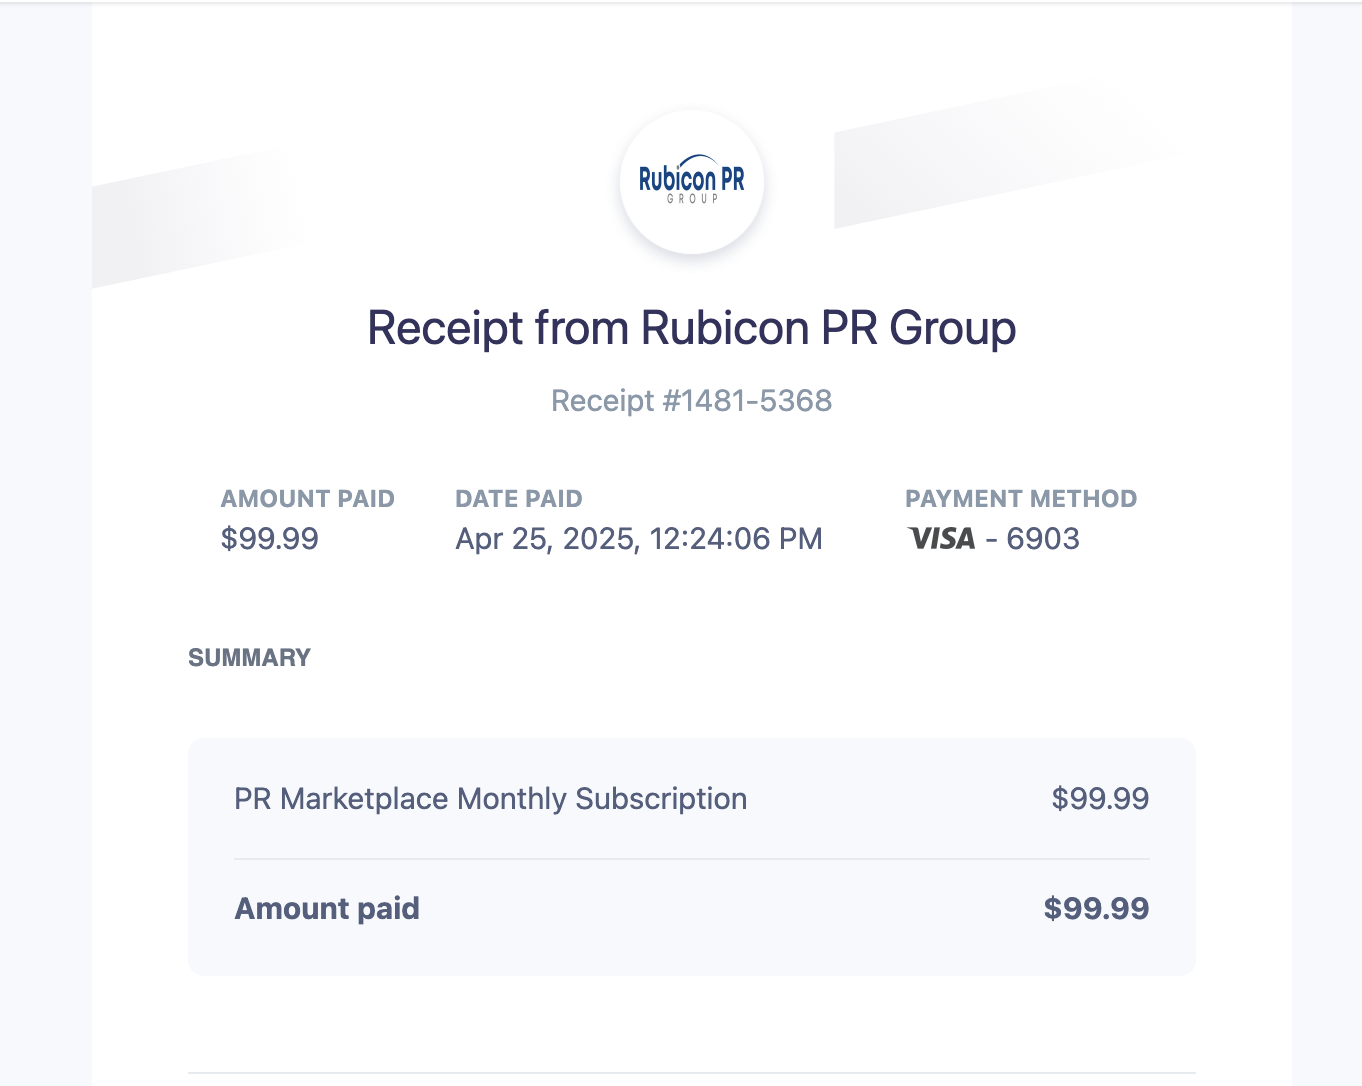 Rubicon PR
GROUP
Receipt from Rubicon PR Group
Receipt #1481-5368
AMOUNT PAID DATE PAID PAYMENT METHOD
$99.99 Apr 25, 2025, 12:24:06 PM VISA - 6903
SUMMARY
PR Marketplace Monthly Subscription $99.99
Amount paid $99.99